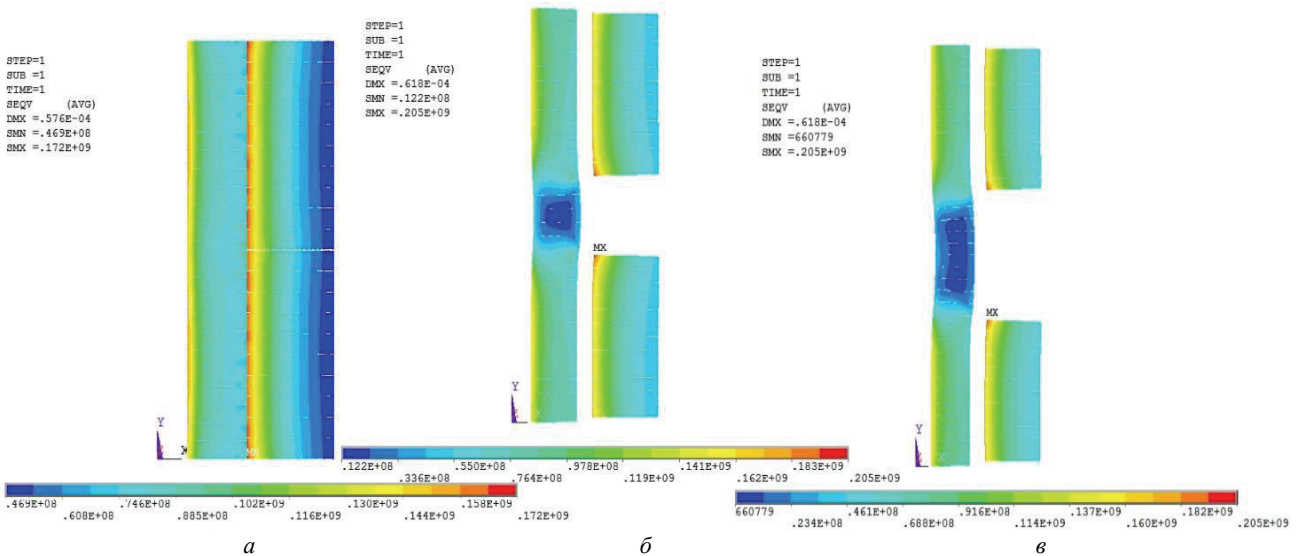 STEP=1
SUB =1
TIME=1
SEQV (AVG)
DMX =.576E-04
SMN =.469E+08
SMX =.172E+09
Y
X
MX
.469E+08 .746E+08 .102E+09 .130E+09 .158E+09
.608E+08 .885E+08 .116E+09 .144E+09 .172E+09
а
STEP=1
SUB =1
TIME=1
SEQV (AVG)
DMX =.618E-04
SMN =.122E+08
SMX =.205E+09
MX
Y
X
.122E+08 .550E+08 .978E+08 .141E+09 .183E+09
.336E+08 .764E+08 .119E+09 .162E+09 .205E+09
б
STEP=1
SUB =1
TIME=1
SEQV (AVG)
DMX =.618E-04
SMN =660779
SMX =.205E+09
MX
Y
X
660779 .461E+08 .916E+08 .137E+09 .182E+09
.234E+08 .688E+08 .114E+09 .160E+09 .205E+09
в